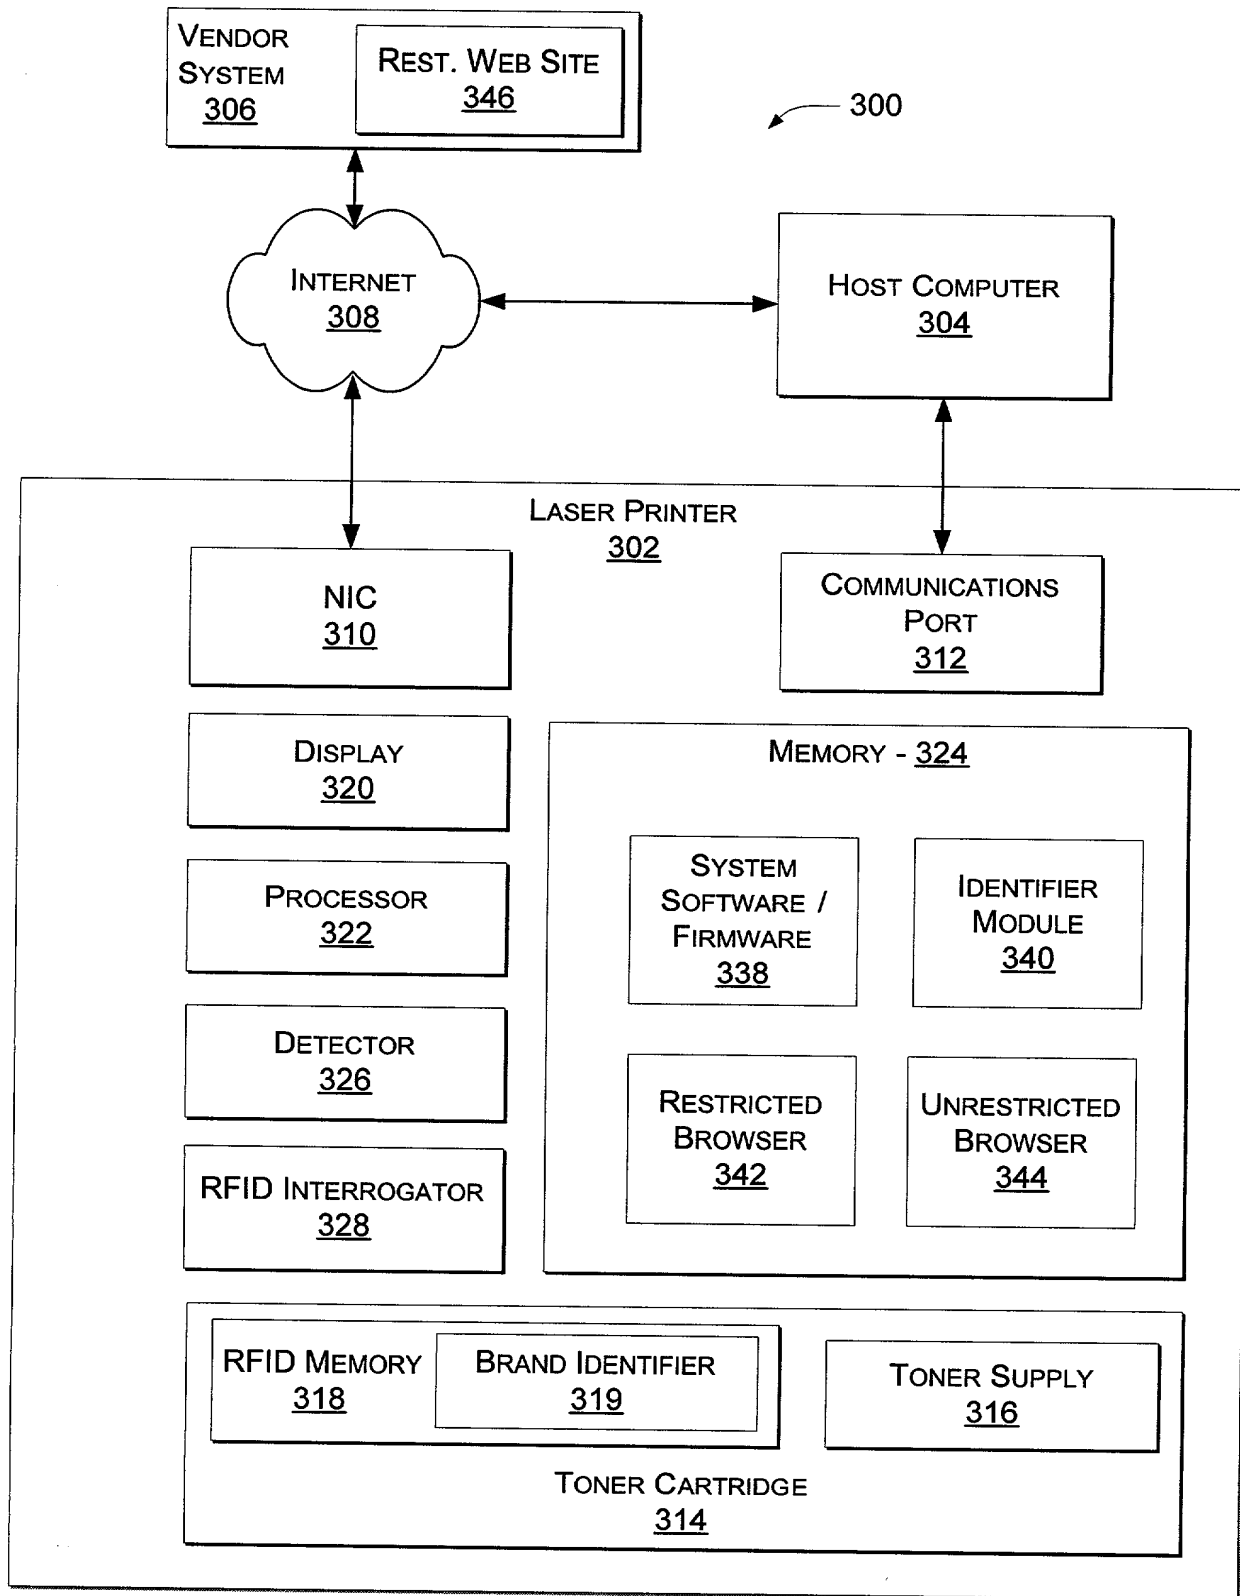 VENDOR
SYSTEM
306
REST. WEB SITE
346
300
INTERNET
308
HOST COMPUTER
304
LASER PRINTER
302
NIC
310
COMMUNICATIONS
PORT
312
DISPLAY
320
MEMORY - 324
PROCESSOR
322
SYSTEM
SOFTWARE /
FIRMWARE
338
IDENTIFIER
MODULE
340
DETECTOR
326
RESTRICTED
BROWSER
342
UNRESTRICTED
BROWSER
344
RFID INTERROGATOR
328
RFID MEMORY
318
BRAND IDENTIFIER
319
TONER SUPPLY
316
TONER CARTRIDGE
314